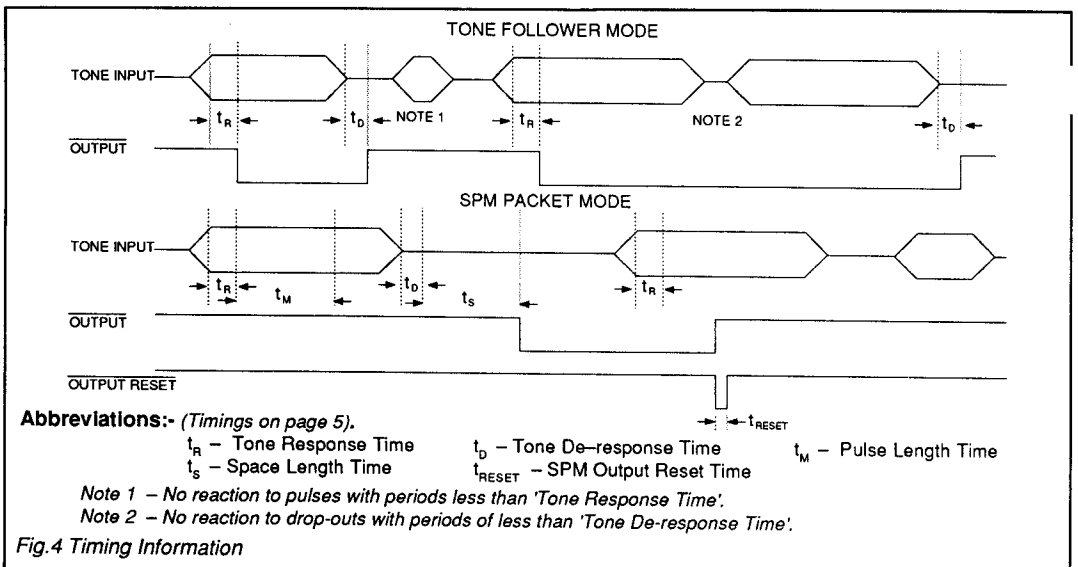 TONE FOLLOWER MODE
TONE INPUT
tR tD NOTE 1 tR NOTE 2 tD
OUTPUT
SPM PACKET MODE
TONE INPUT
tR tM tD tS tR
OUTPUT
OUTPUT RESET
tRESET
Abbreviations:- (Timings on page 5).
tR – Tone Response Time tD – Tone De–response Time tM – Pulse Length Time
tS – Space Length Time tRESET – SPM Output Reset Time
Note 1 – No reaction to pulses with periods less than 'Tone Response Time'.
Note 2 – No reaction to drop-outs with periods of less than 'Tone De-response Time'.
Fig.4 Timing Information